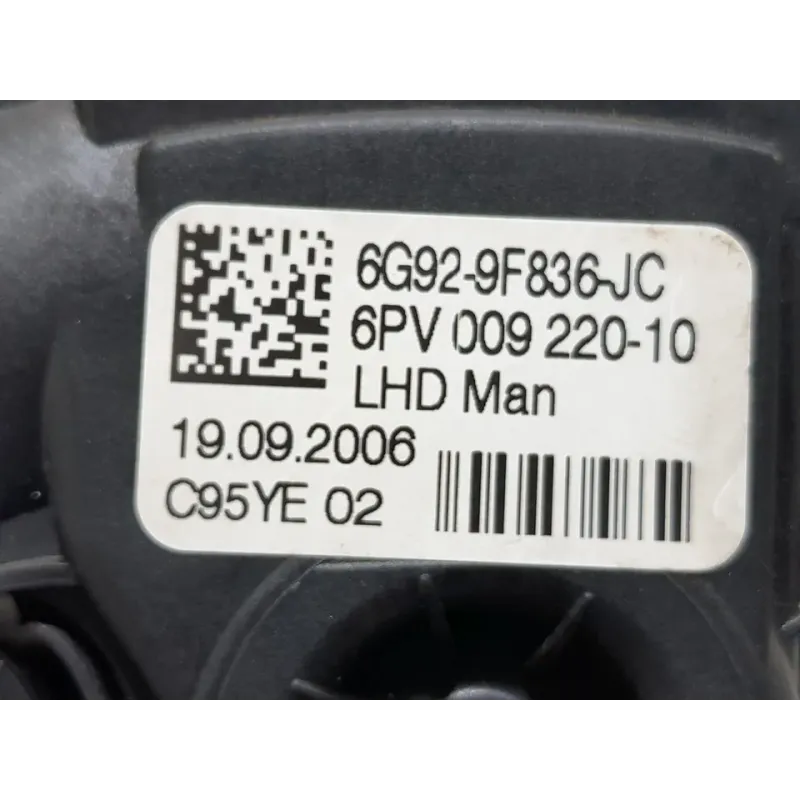 6G92-9F836-JC
6PV 009 220-10
LHD Man
19.09.2006
C95YE 02